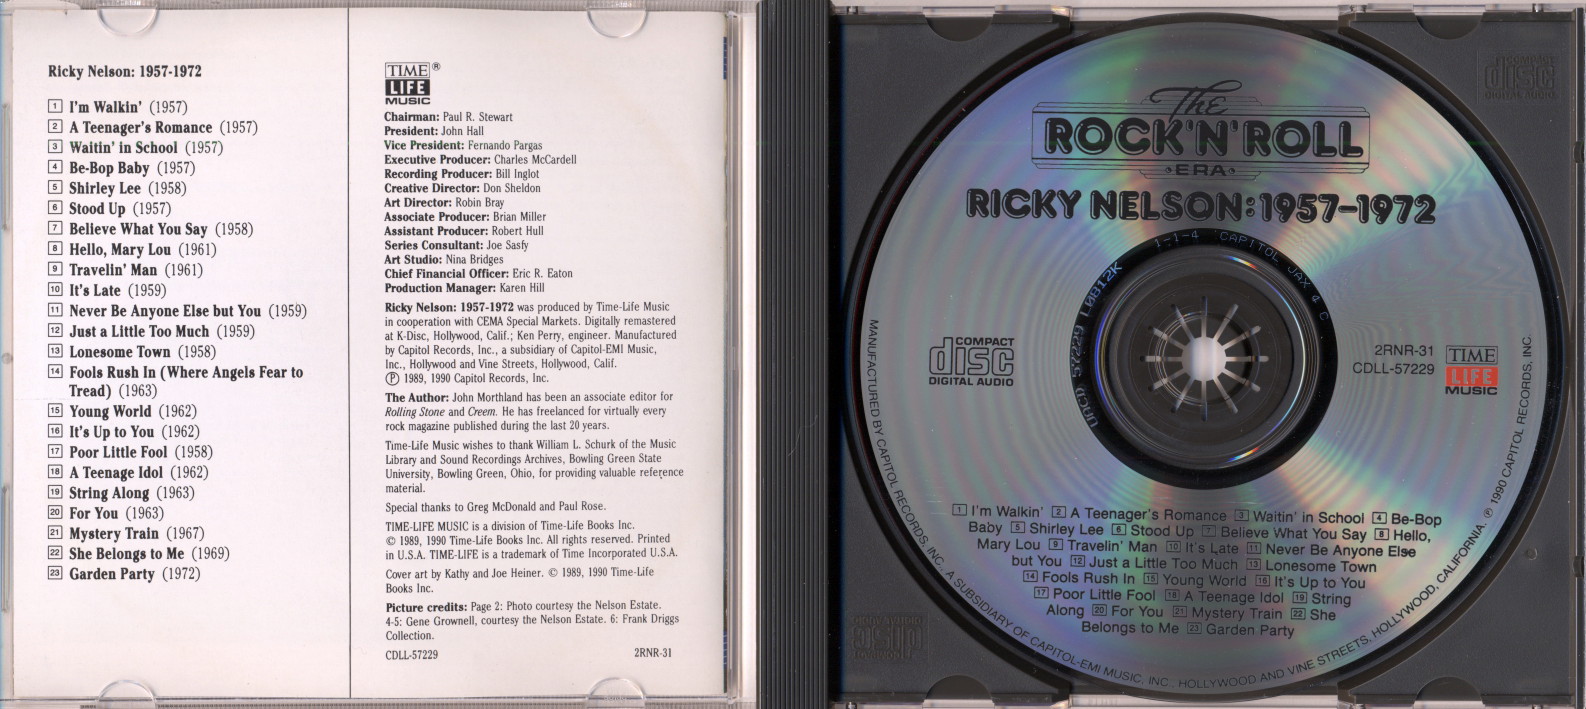 Ricky Nelson: 1957-1972
1 I'm Walkin' (1957)
2 A Teenager's Romance (1957)
3 Waitin' in School (1957)
4 Be-Bop Baby (1957)
5 Shirley Lee (1958)
6 Stood Up (1957)
7 Believe What You Say (1958)
8 Hello, Mary Lou (1961)
9 Travelin' Man (1961)
10 It's Late (1959)
11 Never Be Anyone Else but You (1959)
12 Just a Little Too Much (1959)
13 Lonesome Town (1958)
14 Fools Rush In (Where Angels Fear to
Tread) (1963)
15 Young World (1962)
16 It's Up to You (1962)
17 Poor Little Fool (1958)
18 A Teenage Idol (1962)
19 String Along (1963)
20 For You (1963)
21 Mystery Train (1967)
22 She Belongs to Me (1969)
23 Garden Party (1972)
TIME ®
LIFE
MUSIC
Chairman: Paul R. Stewart
President: John Hall
Vice President: Fernando Pargas
Executive Producer: Charles McCardell
Recording Producer: Bill Inglot
Creative Director: Don Sheldon
Art Director: Robin Bray
Associate Producer: Brian Miller
Assistant Producer: Robert Hull
Series Consultant: Joe Sasfy
Art Studio: Nina Bridges
Chief Financial Officer: Eric R. Eaton
Production Manager: Karen Hill
Ricky Nelson: 1957-1972 was produced by Time-Life Music
in cooperation with CEMA Special Markets. Digitally remastered
at K-Disc, Hollywood, Calif.; Ken Perry, engineer. Manufactured
by Capitol Records, Inc., a subsidiary of Capitol-EMI Music,
Inc., Hollywood and Vine Streets, Hollywood, Calif.
℗ 1989, 1990 Capitol Records, Inc.
The Author: John Morthland has been an associate editor for
Rolling Stone and Creem. He has freelanced for virtually every
rock magazine published during the last 20 years.
Time-Life Music wishes to thank William L. Schurk of the Music
Library and Sound Recordings Archives, Bowling Green State
University, Bowling Green, Ohio, for providing valuable reference
material.
Special thanks to Greg McDonald and Paul Rose.
TIME-LIFE MUSIC is a division of Time-Life Books Inc.
© 1989, 1990 Time-Life Books Inc. All rights reserved. Printed
in U.S.A. TIME-LIFE is a trademark of Time Incorporated U.S.A.
Cover art by Kathy and Joe Heiner. © 1989, 1990 Time-Life
Books Inc.
Picture credits: Page 2: Photo courtesy the Nelson Estate.
4-5: Gene Grownell, courtesy the Nelson Estate. 6: Frank Driggs
Collection.
CDLL-57229 2RNR-31
The
ROCK'N'ROLL
·ERA·
RICKY NELSON: 1957-1972
1-1-4 CAPITOL JAX 4 C
UNCD 57229 L0812K
COMPACT
disc
DIGITAL AUDIO
2RNR-31
CDLL-57229
TIME
LIFE
MUSIC
1 I'm Walkin' 2 A Teenager's Romance 3 Waitin' in School 4 Be-Bop
Baby 5 Shirley Lee 6 Stood Up 7 Believe What You Say 8 Hello,
Mary Lou 9 Travelin' Man 10 It's Late 11 Never Be Anyone Else
but You 12 Just a Little Too Much 13 Lonesome Town
14 Fools Rush In 15 Young World 16 It's Up to You
17 Poor Little Fool 18 A Teenage Idol 19 String
Along 20 For You 21 Mystery Train 22 She
Belongs to Me 23 Garden Party
MANUFACTURED BY CAPITOL RECORDS, INC., A SUBSIDIARY OF CAPITOL-EMI MUSIC, INC., HOLLYWOOD AND VINE STREETS, HOLLYWOOD, CALIFORNIA. ℗ 1990 CAPITOL RECORDS, INC.
COMPACT
disc
DIGITAL AUDIO